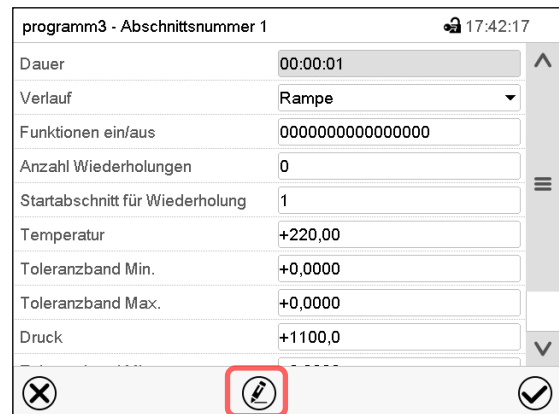 programm3 - Abschnittsnummer 1 17:42:17
Dauer 00:00:01
Verlauf Rampe
Funktionen ein/aus 0000000000000000
Anzahl Wiederholungen 0
Startabschnitt für Wiederholung 1
Temperatur +220,00
Toleranzband Min. +0,0000
Toleranzband Max. +0,0000
Druck +1100,0